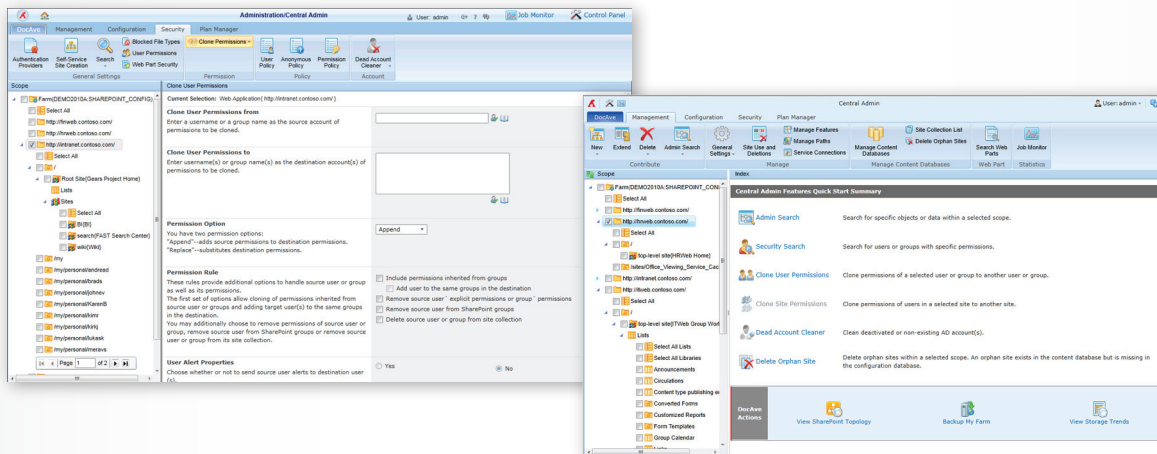 Administration/Central Admin
User: admin
Job Monitor
Control Panel
DocAve
Management
Configuration
Security
Plan Manager
Authentication Providers
Self-Service Site Creation
Search
Blocked File Types
User Permissions
Web Part Security
Clone Permissions
User Policy
Anonymous Policy
Permission Policy
Dead Account Cleaner
General Settings
Permission
Policy
Account
Scope
Farm(DEMO2010A:SHAREPOINT_CONFIG)
Select All
http://finweb.contoso.com/
http://hrweb.contoso.com/
http://intranet.contoso.com/
Select All
/
Root Site(Gears Project Home)
Lists
Sites
Select All
BI(BI)
search(FAST Search Center)
wiki(Wiki)
/my
/my/personal/andread
/my/personal/brads
/my/personal/johnev
/my/personal/KarenB
/my/personal/kimr
/my/personal/kirkj
/my/personal/lukask
/my/personal/meravs
Page 1 of 2
Clone User Permissions
Current Selection: Web Application( http://intranet.contoso.com/ )
Clone User Permissions from
Enter a username or a group name as the source account of
permissions to be cloned.
Clone User Permissions to
Enter username(s) or group name(s) as the destination account(s) of
permissions to be cloned.
Permission Option
You have two permission options:
"Append"--adds source permissions to destination permissions.
"Replace"--substitutes destination permissions.
Append
Permission Rule
These rules provide additional options to handle source user or group
as well as its permissions.
The first set of options allow cloning of permissions inherited from
source user or groups and adding target user(s) to the same groups
in the destination.
You may additionally choose to remove permissions of source user or
group, remove source user from SharePoint groups or remove source
user or group from its site collection.
Include permissions inherited from groups
Add user to the same groups in the destination
Remove source user` explicit permissions or group` permissions
Remove source user from SharePoint groups
Delete source user or group from site collection
User Alert Properties
Choose whether or not to send source user alerts to destination user
(s).
Yes
No
Central Admin
User: admin
DocAve
Management
Configuration
Security
Plan Manager
New
Extend
Delete
Admin Search
General Settings
Site Use and Deletions
Manage Features
Manage Paths
Service Connections
Manage Content Databases
Site Collection List
Delete Orphan Sites
Search Web Parts
Job Monitor
Contribute
Manage
Manage Content Databases
Web Part
Statistics
Scope
Farm(DEMO2010A:SHAREPOINT_CONF
Select All
http://finweb.contoso.com/
http://hrweb.contoso.com/
Select All
/
top-level site(HRWeb Home)
/sites/Office_Viewing_Service_Cac
http://intranet.contoso.com/
http://itweb.contoso.com/
Select All
/
top-level site(ITWeb Group Wor
Lists
Select All Lists
Select All Libraries
Announcements
Circulations
Content type publishing er
Converted Forms
Customized Reports
Form Templates
Group Calendar
Links
Index
Central Admin Features Quick Start Summary
Admin Search
Search for specific objects or data within a selected scope.
Security Search
Search for users or groups with specific permissions.
Clone User Permissions
Clone permissions of a selected user or group to another user or group.
Clone Site Permissions
Clone permissions of users in a selected site to another site.
Dead Account Cleaner
Clean deactivated or non-existing AD account(s).
Delete Orphan Site
Delete orphan sites within a selected scope. An orphan site exists in the content database but is missing in
the configuration database.
DocAve
Actions
View SharePoint Topology
Backup My Farm
View Storage Trends